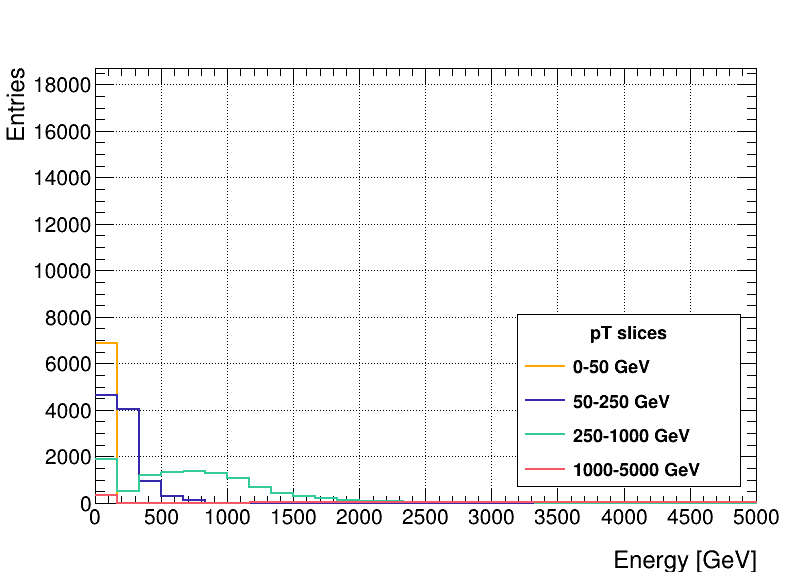 Entries
18000
16000
14000
12000
10000
8000
6000
4000
2000
0
pT slices
0-50 GeV
50-250 GeV
250-1000 GeV
1000-5000 GeV
0 500 1000 1500 2000 2500 3000 3500 4000 4500 5000
Energy [GeV]